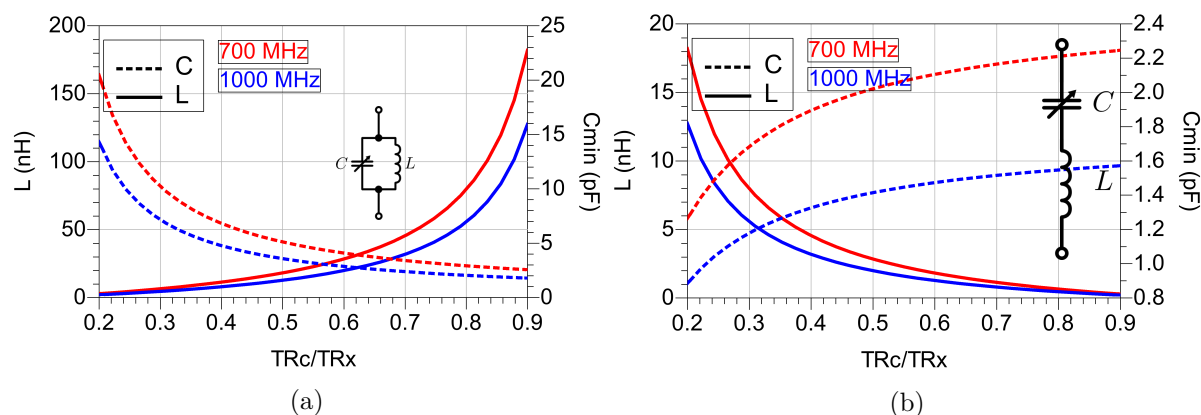 (a)
200
150
100
50
0
L (nH)
C
L
700 MHz
1000 MHz
C
L
25
20
15
10
5
0
Cmin (pF)
0.2 0.3 0.4 0.5 0.6 0.7 0.8 0.9
TRc/TRx
(a)
(b)
20
15
10
5
0
L (nH)
C
L
700 MHz
1000 MHz
C
L
2.4
2.2
2.0
1.8
1.6
1.4
1.2
1.0
0.8
Cmin (pF)
0.2 0.3 0.4 0.5 0.6 0.7 0.8 0.9
TRc/TRx
(b)